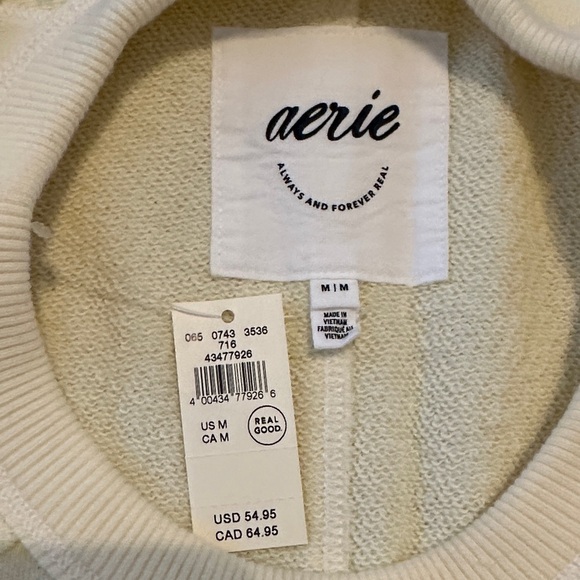 aerie
ALWAYS AND FOREVER REAL
M | M
MADE IN
VIETNAM
FABRIQUÉ AU
VIETNAM
065 0743 3536
716
43477926
4 00434 77926 6
US M
CA M
REAL
GOOD.
USD 54.95
CAD 64.95